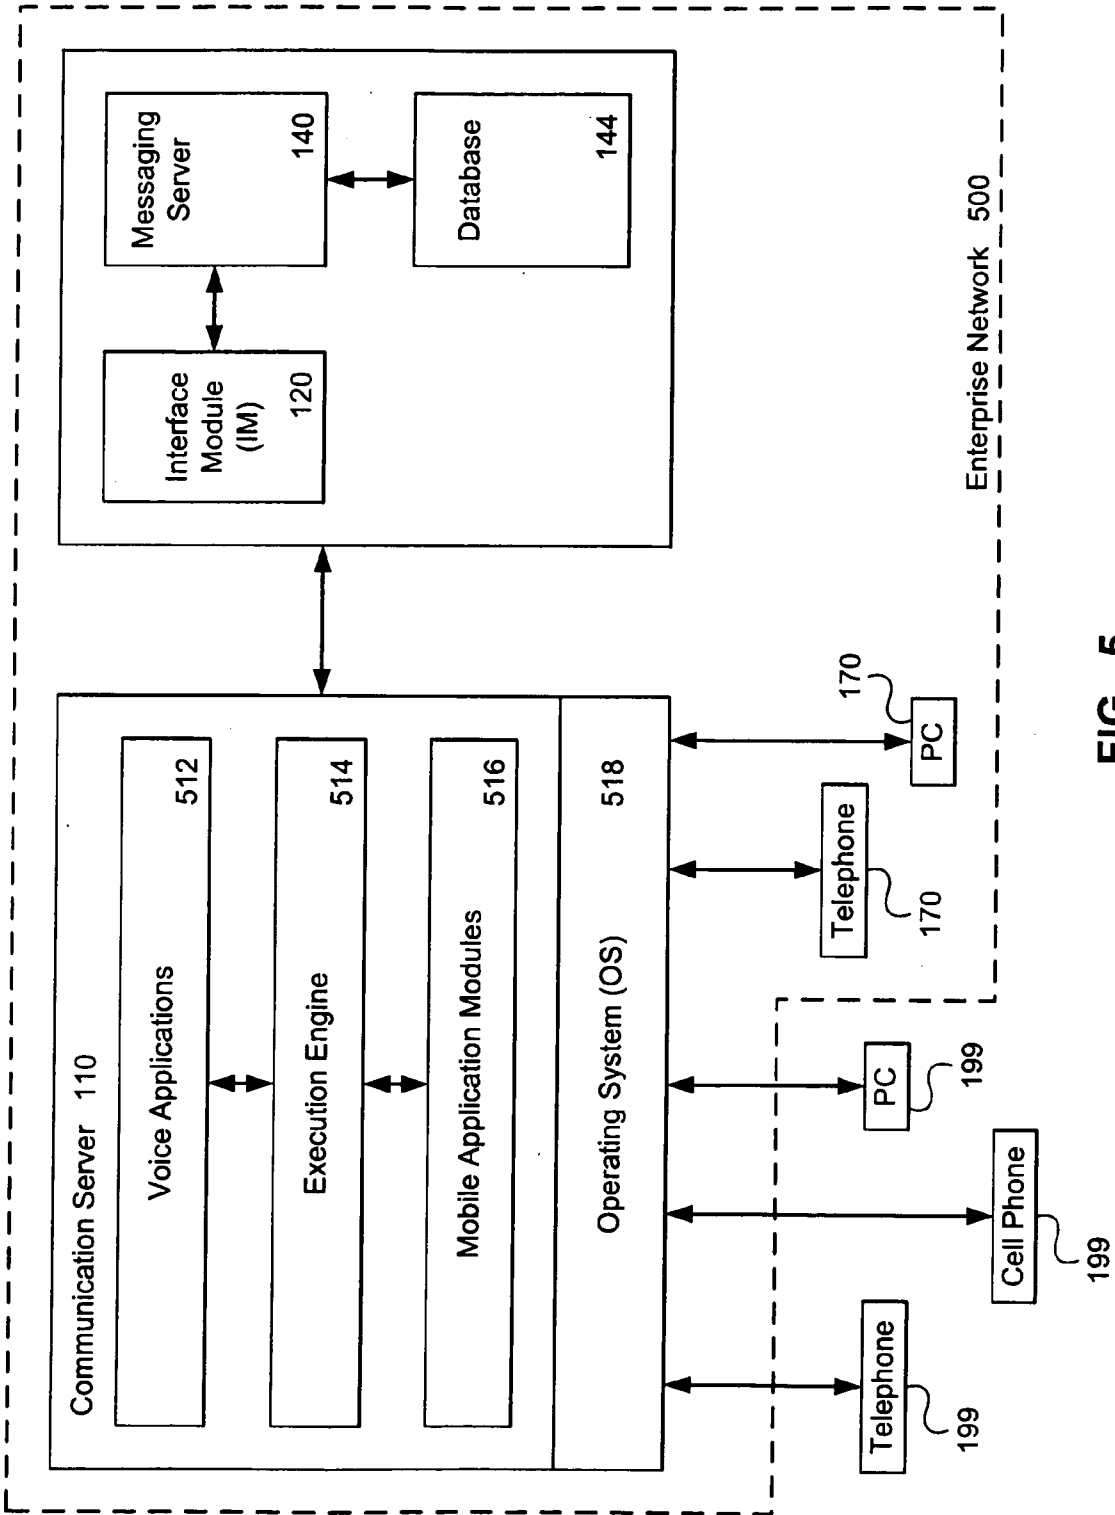 Communication Server 110
Voice Applications
512
Execution Engine
514
Mobile Application Modules
516
Operating System (OS)
518
Interface
Module
(IM)
120
Messaging
Server
140
Database
144
Enterprise Network 500
Telephone
199
Cell Phone
199
PC
199
Telephone
170
PC
170
FIG. 5